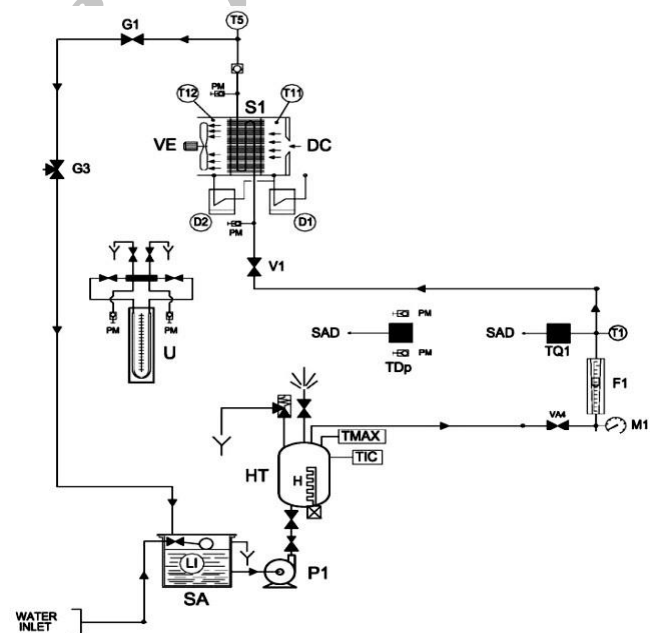 G1
T5
PM
T12
S1
T11
VE
DC
G3
D2
D1
PM
V1
PM
PM
U
SAD
PM
PM
TDp
SAD
TQ1
T1
F1
VA4
M1
TMAX
TIC
HT
H
LI
SA
P1
WATER
INLET